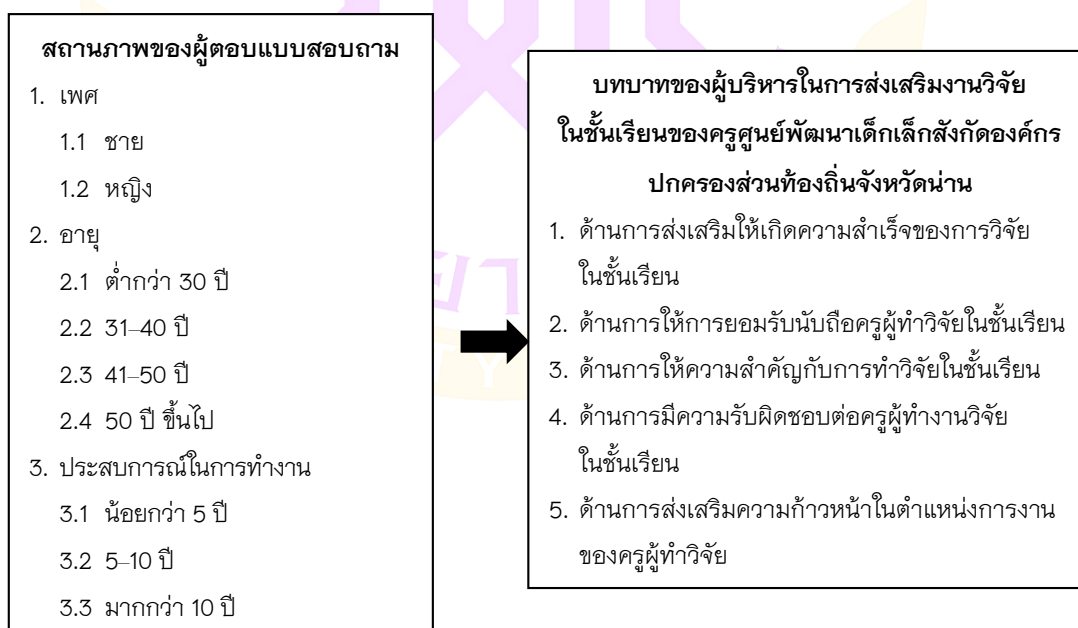 สถานภาพของผู้ตอบแบบสอบถาม
1. เพศ
1.1 ชาย
1.2 หญิง
2. อายุ
2.1 ต่ำกว่า 30 ปี
2.2 31–40 ปี
2.3 41–50 ปี
2.4 50 ปี ขึ้นไป
3. ประสบการณ์ในการทำงาน
3.1 น้อยกว่า 5 ปี
3.2 5–10 ปี
3.3 มากกว่า 10 ปี
บทบาทของผู้บริหารในการส่งเสริมงานวิจัย
ในชั้นเรียนของครูศูนย์พัฒนาเด็กเล็กสังกัดองค์กร
ปกครองส่วนท้องถิ่นจังหวัดน่าน
1. ด้านการส่งเสริมให้เกิดความสำเร็จของการวิจัย
ในชั้นเรียน
2. ด้านการให้การยอมรับนับถือครูผู้ทำวิจัยในชั้นเรียน
3. ด้านการให้ความสำคัญกับการทำวิจัยในชั้นเรียน
4. ด้านการมีความรับผิดชอบต่อครูผู้ทำงานวิจัย
ในชั้นเรียน
5. ด้านการส่งเสริมความก้าวหน้าในตำแหน่งการงาน
ของครูผู้ทำวิจัย